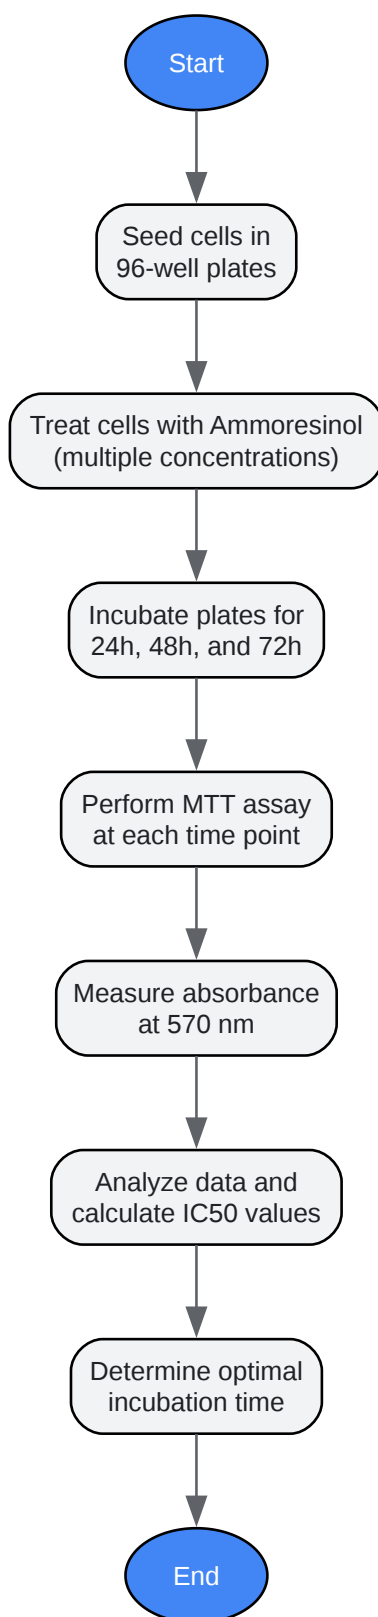 Start
Seed cells in
96-well plates
Treat cells with Ammoresinol
(multiple concentrations)
Incubate plates for
24h, 48h, and 72h
Perform MTT assay
at each time point
Measure absorbance
at 570 nm
Analyze data and
calculate IC50 values
Determine optimal
incubation time
End